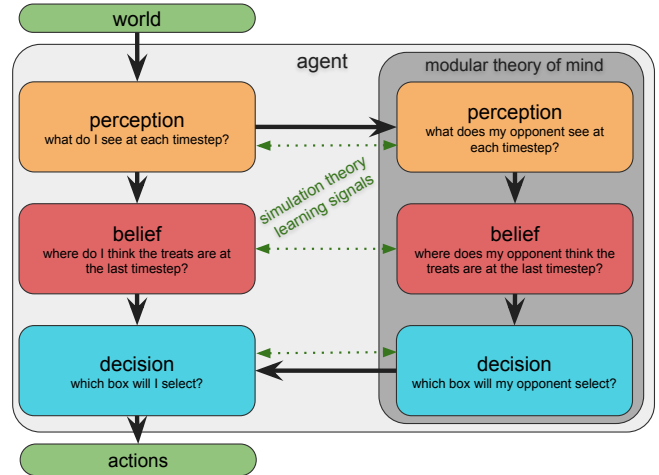 world
agent
modular theory of mind
perception
what do I see at each timestep?
perception
what does my opponent see at
each timestep?
simulation theory
learning signals
belief
where do I think the treats are at
the last timestep?
belief
where does my opponent think the
treats are at the last timestep?
decision
which box will I select?
decision
which box will my opponent select?
actions